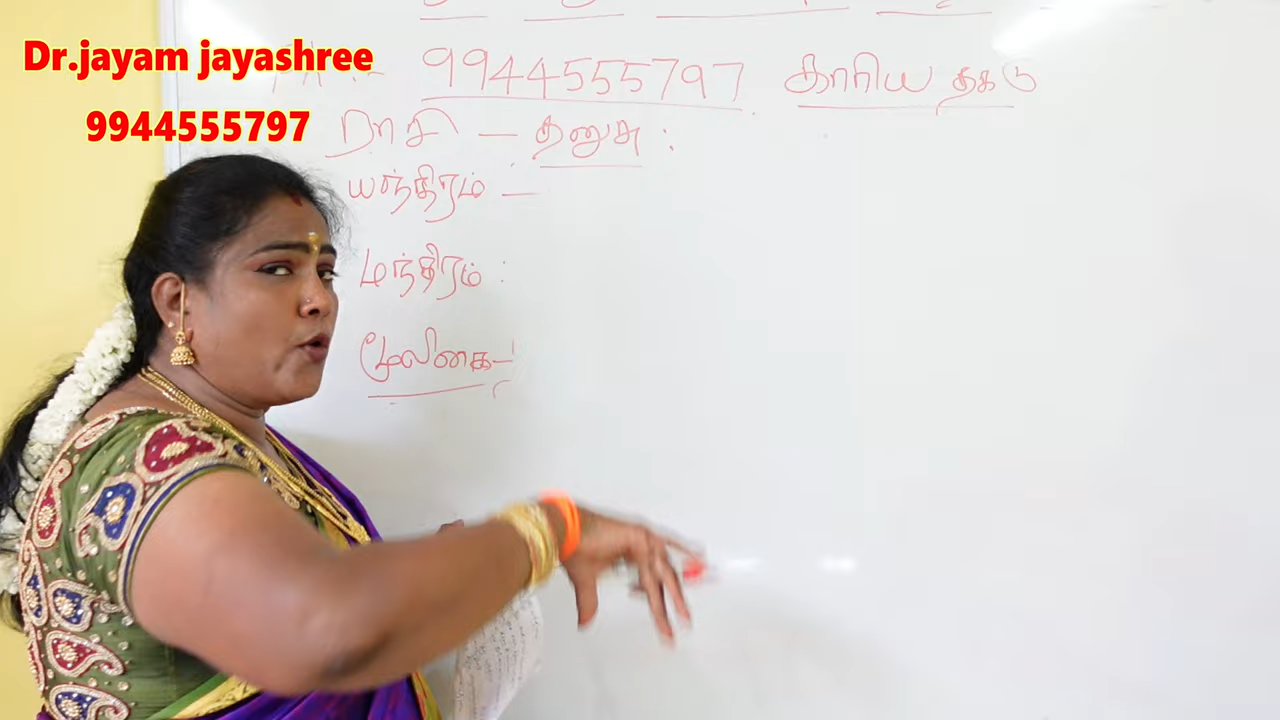 Dr.jayam jayashree
9944555797
9944555797 காரிய தகடு
ராசி - தனுசு :
யந்திரம் -
மந்திரம் :
மூலிகை -